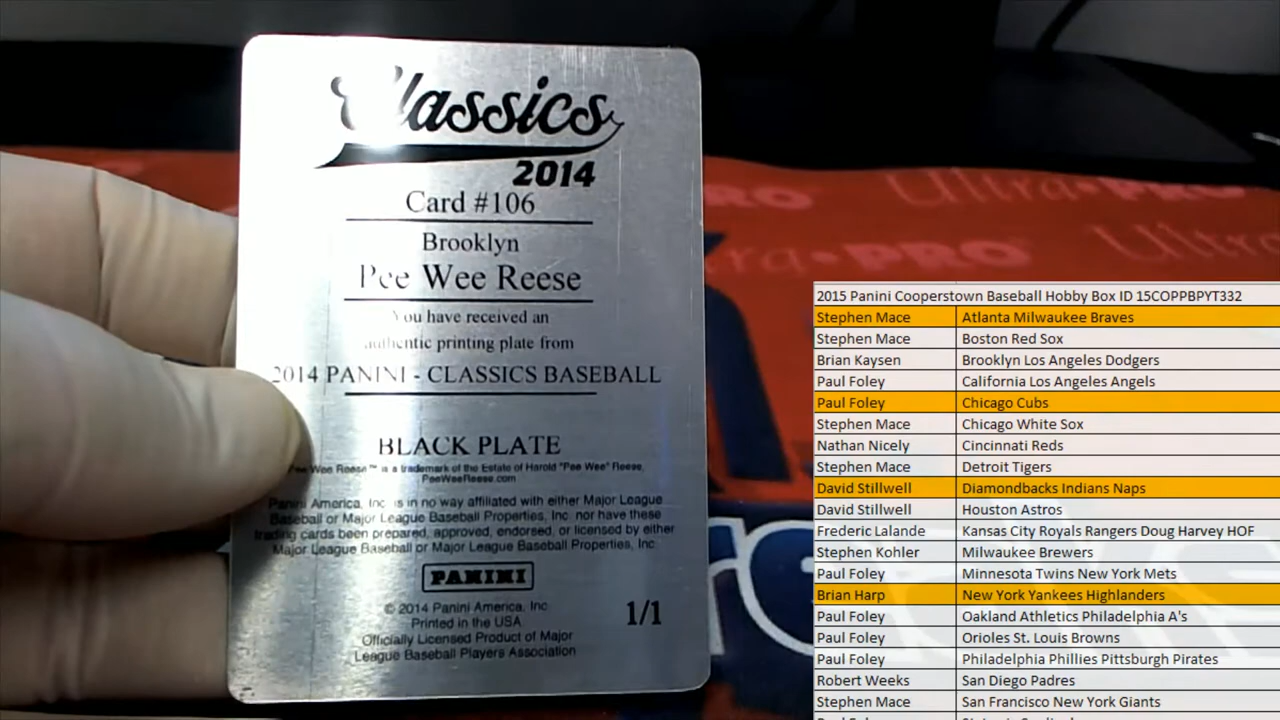 Classics
2014
Card #106
Brooklyn
Pee Wee Reese
You have received an
authentic printing plate from
2014 PANINI - CLASSICS BASEBALL
BLACK PLATE
Pee Wee Reese™ is a trademark of the Estate of Harold "Pee Wee" Reese.
PeeWeeReese.com
Panini America, Inc. is in no way affiliated with either Major League
Baseball or Major League Baseball Properties, Inc. nor have these
trading cards been prepared, approved, endorsed, or licensed by either
Major League Baseball or Major League Baseball Properties, Inc.
PANINI
© 2014 Panini America, Inc.
Printed in the USA
Officially Licensed Product of Major
League Baseball Players Association
1/1
PRO
Ultra·PRO
Ultra·PRO
Ultra
2015 Panini Cooperstown Baseball Hobby Box ID 15COPPBPYT332
Stephen Mace Atlanta Milwaukee Braves
Stephen Mace Boston Red Sox
Brian Kaysen Brooklyn Los Angeles Dodgers
Paul Foley California Los Angeles Angels
Paul Foley Chicago Cubs
Stephen Mace Chicago White Sox
Nathan Nicely Cincinnati Reds
Stephen Mace Detroit Tigers
David Stillwell Diamondbacks Indians Naps
David Stillwell Houston Astros
Frederic Lalande Kansas City Royals Rangers Doug Harvey HOF
Stephen Kohler Milwaukee Brewers
Paul Foley Minnesota Twins New York Mets
Brian Harp New York Yankees Highlanders
Paul Foley Oakland Athletics Philadelphia A's
Paul Foley Orioles St. Louis Browns
Paul Foley Philadelphia Phillies Pittsburgh Pirates
Robert Weeks San Diego Padres
Stephen Mace San Francisco New York Giants